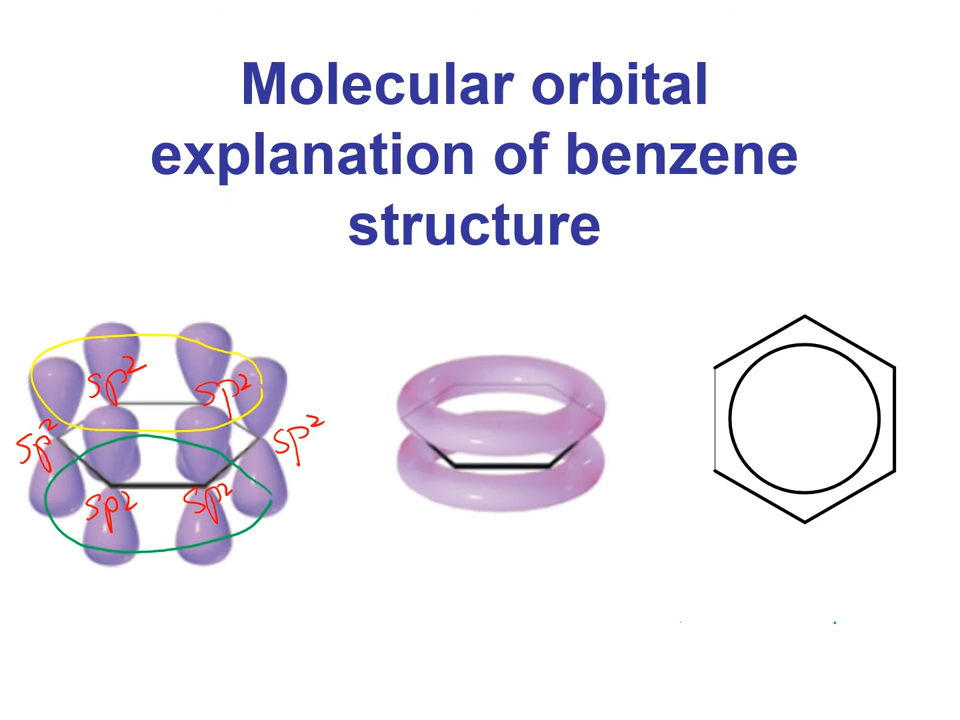 Molecular orbital
explanation of benzene
structure
sp²
sp²
sp²
sp²
sp²
sp²